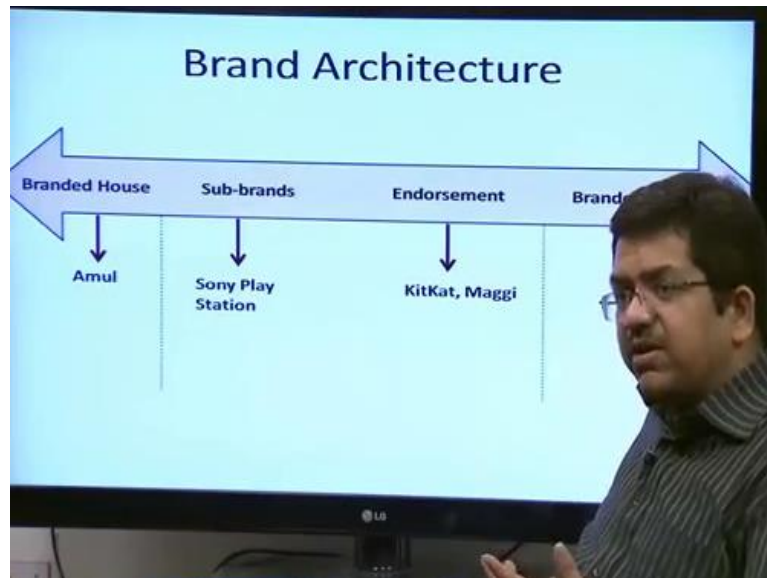 Brand Architecture
Branded House Sub-brands Endorsement
Amul
Sony Play
Station
KitKat, Maggi
LG